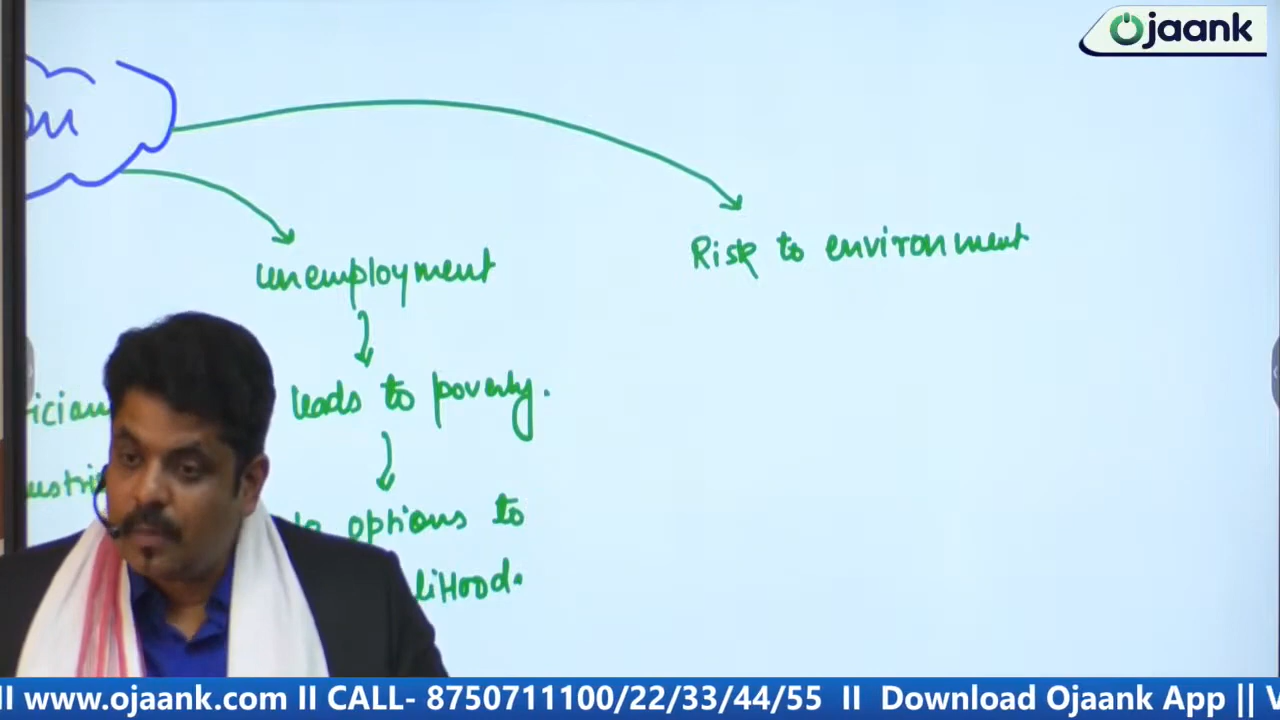 Ojaank
unemployment
Risk to environment
leads to poverty.
options to
II www.ojaank.com II CALL- 8750711100/22/33/44/55 II Download Ojaank App || V